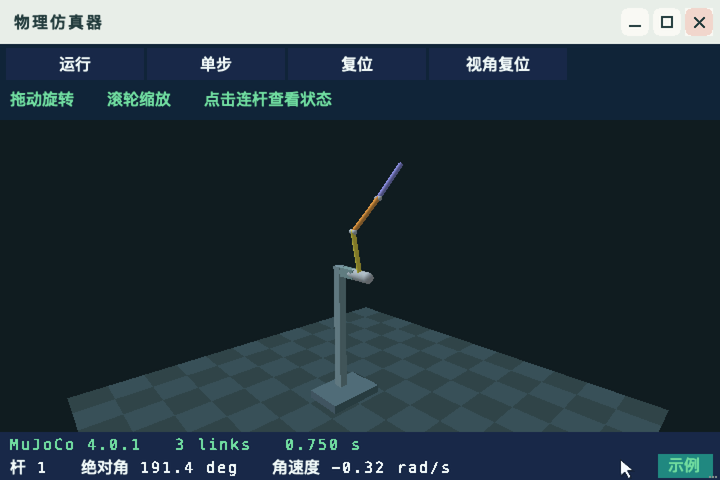 物理仿真器
运行 单步 复位 视角复位
拖动旋转 滚轮缩放 点击连杆查看状态
MuJoCo 4.0.1 3 links 0.750 s
杆 1 绝对角 191.4 deg 角速度 -0.32 rad/s 示例